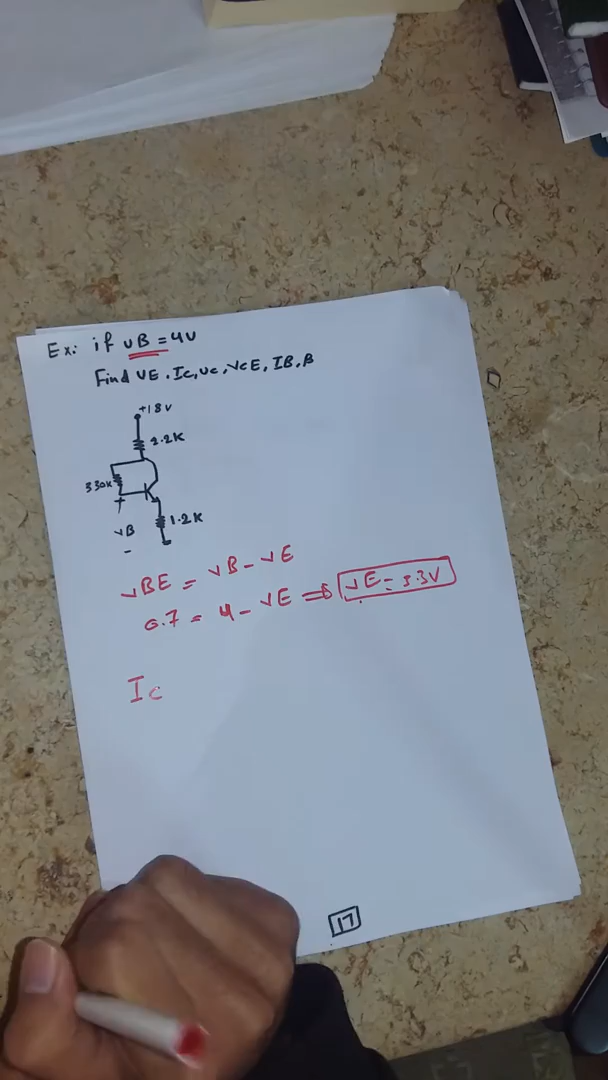 Ex: if VB = 4V
Find VE, Ic, Vc, VCE, IB, β
+18V
2.2K
330K
VB
1.2K
VBE = VB - VE
0.7 = 4 - VE ⇒ VE = 3.3V
Ic
17